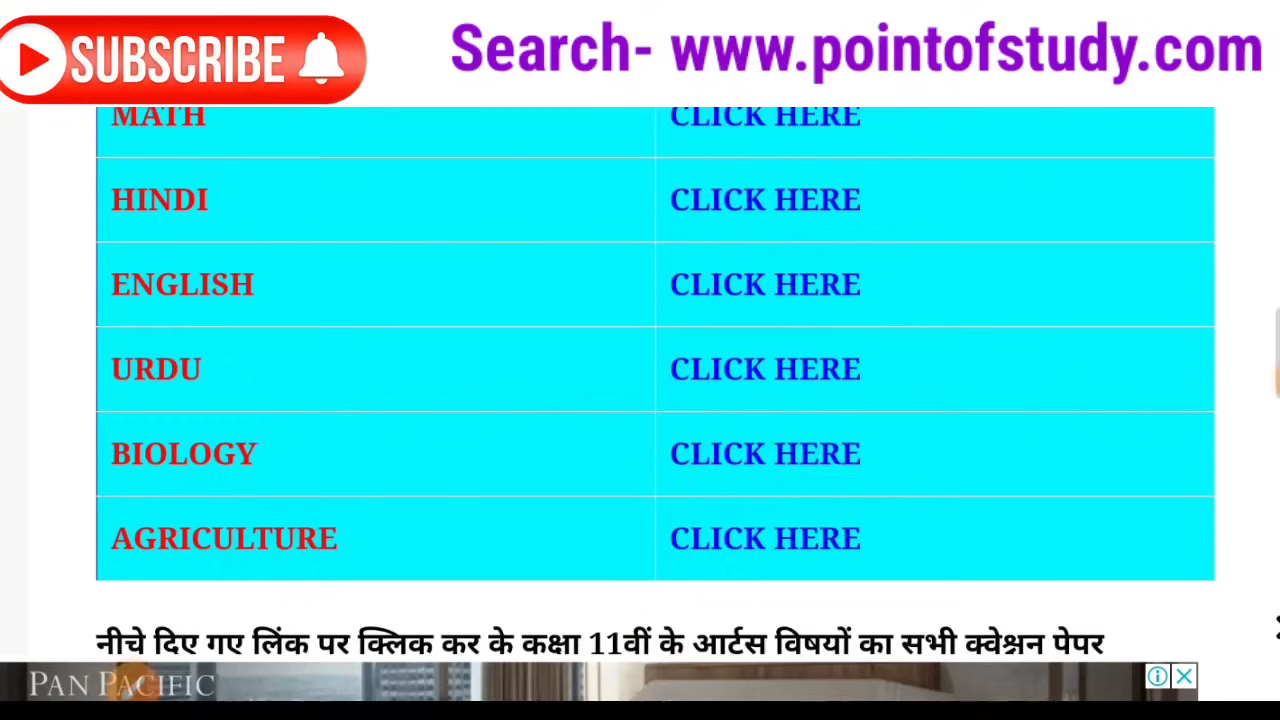 SUBSCRIBE
Search- www.pointofstudy.com
MATH CLICK HERE
HINDI CLICK HERE
ENGLISH CLICK HERE
URDU CLICK HERE
BIOLOGY CLICK HERE
AGRICULTURE CLICK HERE
नीचे दिए गए लिंक पर क्लिक कर के कक्षा 11वीं के आर्टस विषयों का सभी क्वेश्चन पेपर
PAN PACIFIC